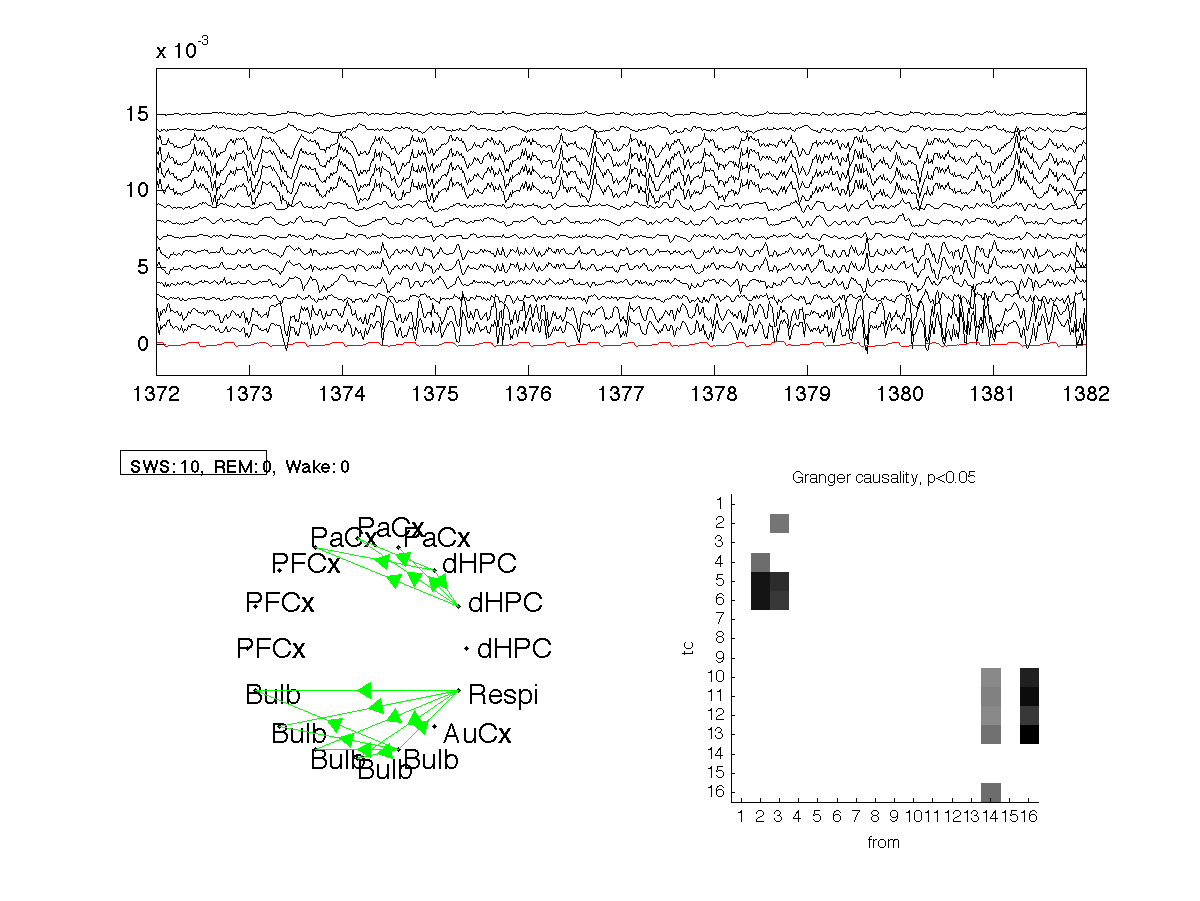 x 10-3
15
10
5
0
1372 1373 1374 1375 1376 1377 1378 1379 1380 1381 1382
SWS:10, REM:0, Wake:0
Granger causality, p<0.05
PaCx
PaCx PaCx
PFCx dHPC
PFCx dHPC
PFCx dHPC
Bulb Respi
Bulb AuCx
Bulb Bulb
Bulb
1
2
3
4
5
6
7
8
9
10
11
12
13
14
15
16
to
1 2 3 4 5 6 7 8 9 10 11 12 13 14 15 16
from